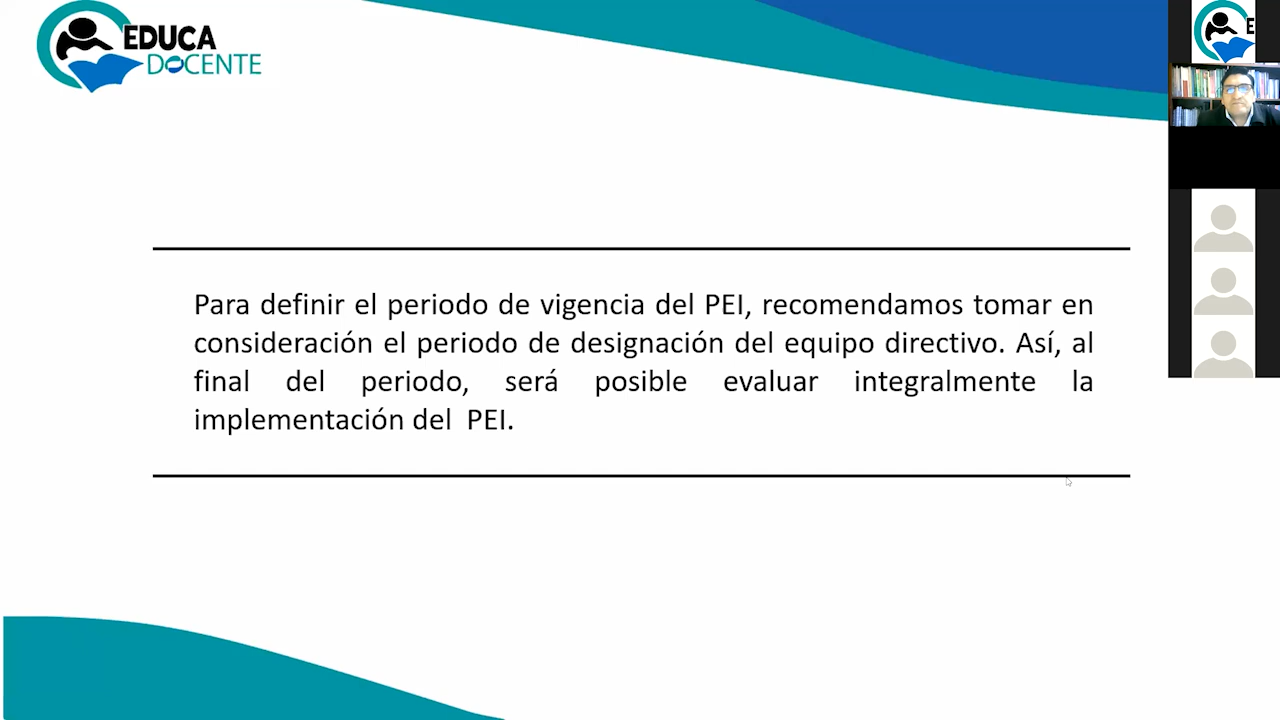 EDUCA
DOCENTE
E
Para definir el periodo de vigencia del PEI, recomendamos tomar en
consideración el periodo de designación del equipo directivo. Así, al
final del periodo, será posible evaluar integralmente la
implementación del PEI.